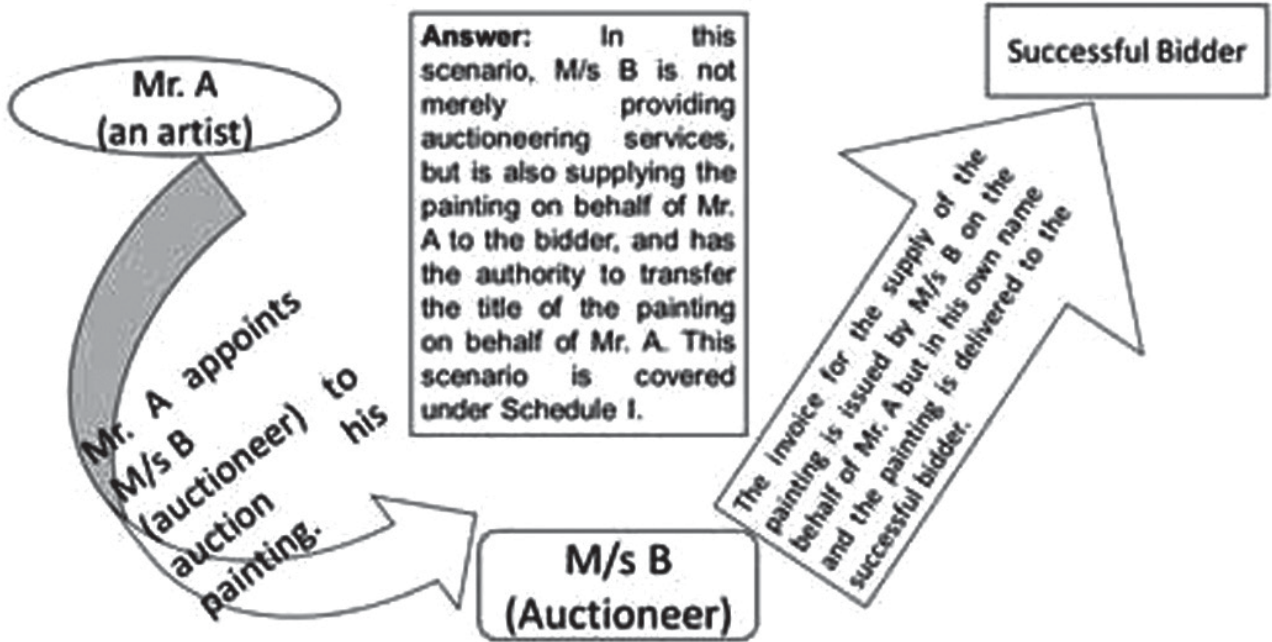 Mr. A
(an artist)
Mr. A appoints
M/s B
(auctioneer) to
auction his
painting.
Answer: In this
scenario, M/s B is not
merely providing
auctioneering services,
but is also supplying the
painting on behalf of Mr.
A to the bidder, and has
the authority to transfer
the title of the painting
on behalf of Mr. A. This
scenario is covered
under Schedule I.
M/s B
(Auctioneer)
The invoice for the supply of the
painting is issued by M/s B on the
behalf of Mr. A but in his own name
and the painting is delivered to the
successful bidder.
Successful Bidder